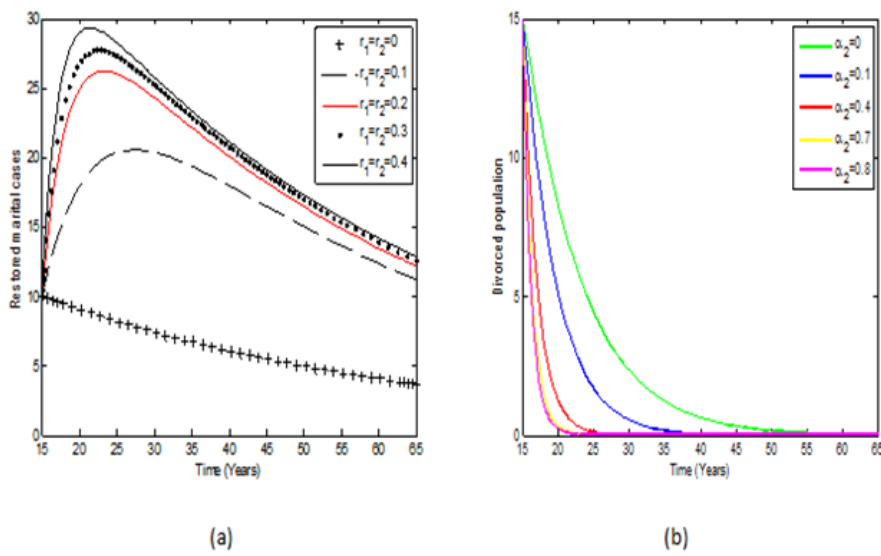 Restored marital cases
30
25
20
15
10
5
0
r₁=r₂=0
-r₁=r₂=0.1
r₁=r₂=0.2
r₁=r₂=0.3
r₁=r₂=0.4
15 20 25 30 35 40 45 50 55 60 65
Time (Years)
(a)
Divorced population
15
10
5
0
α₂=0
α₂=0.1
α₂=0.4
α₂=0.7
α₂=0.8
15 20 25 30 35 40 45 50 55 60 65
Time (Years)
(b)